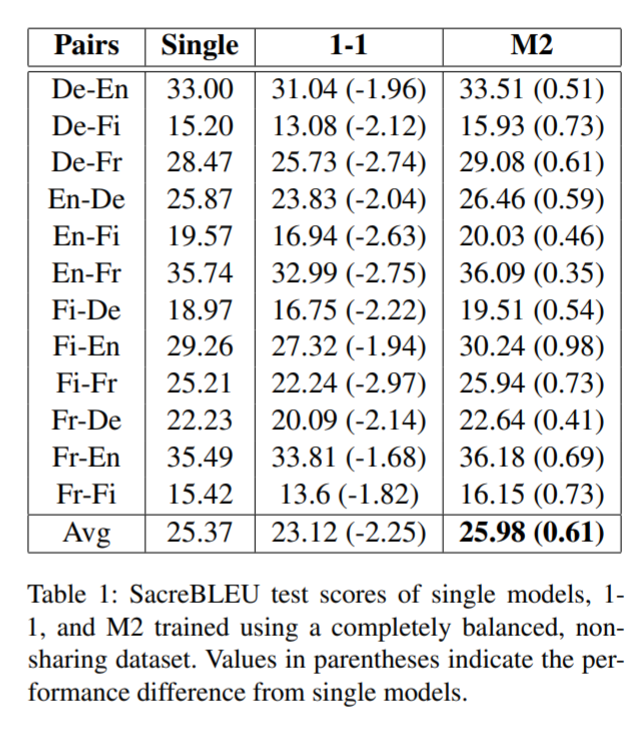 Pairs Single 1-1 M2
De-En 33.00 31.04 (-1.96) 33.51 (0.51)
De-Fi 15.20 13.08 (-2.12) 15.93 (0.73)
De-Fr 28.47 25.73 (-2.74) 29.08 (0.61)
En-De 25.87 23.83 (-2.04) 26.46 (0.59)
En-Fi 19.57 16.94 (-2.63) 20.03 (0.46)
En-Fr 35.74 32.99 (-2.75) 36.09 (0.35)
Fi-De 18.97 16.75 (-2.22) 19.51 (0.54)
Fi-En 29.26 27.32 (-1.94) 30.24 (0.98)
Fi-Fr 25.21 22.24 (-2.97) 25.94 (0.73)
Fr-De 22.23 20.09 (-2.14) 22.64 (0.41)
Fr-En 35.49 33.81 (-1.68) 36.18 (0.69)
Fr-Fi 15.42 13.6 (-1.82) 16.15 (0.73)
Avg 25.37 23.12 (-2.25) 25.98 (0.61)
Table 1: SacreBLEU test scores of single models, 1-
1, and M2 trained using a completely balanced, non-
sharing dataset. Values in parentheses indicate the per-
formance difference from single models.